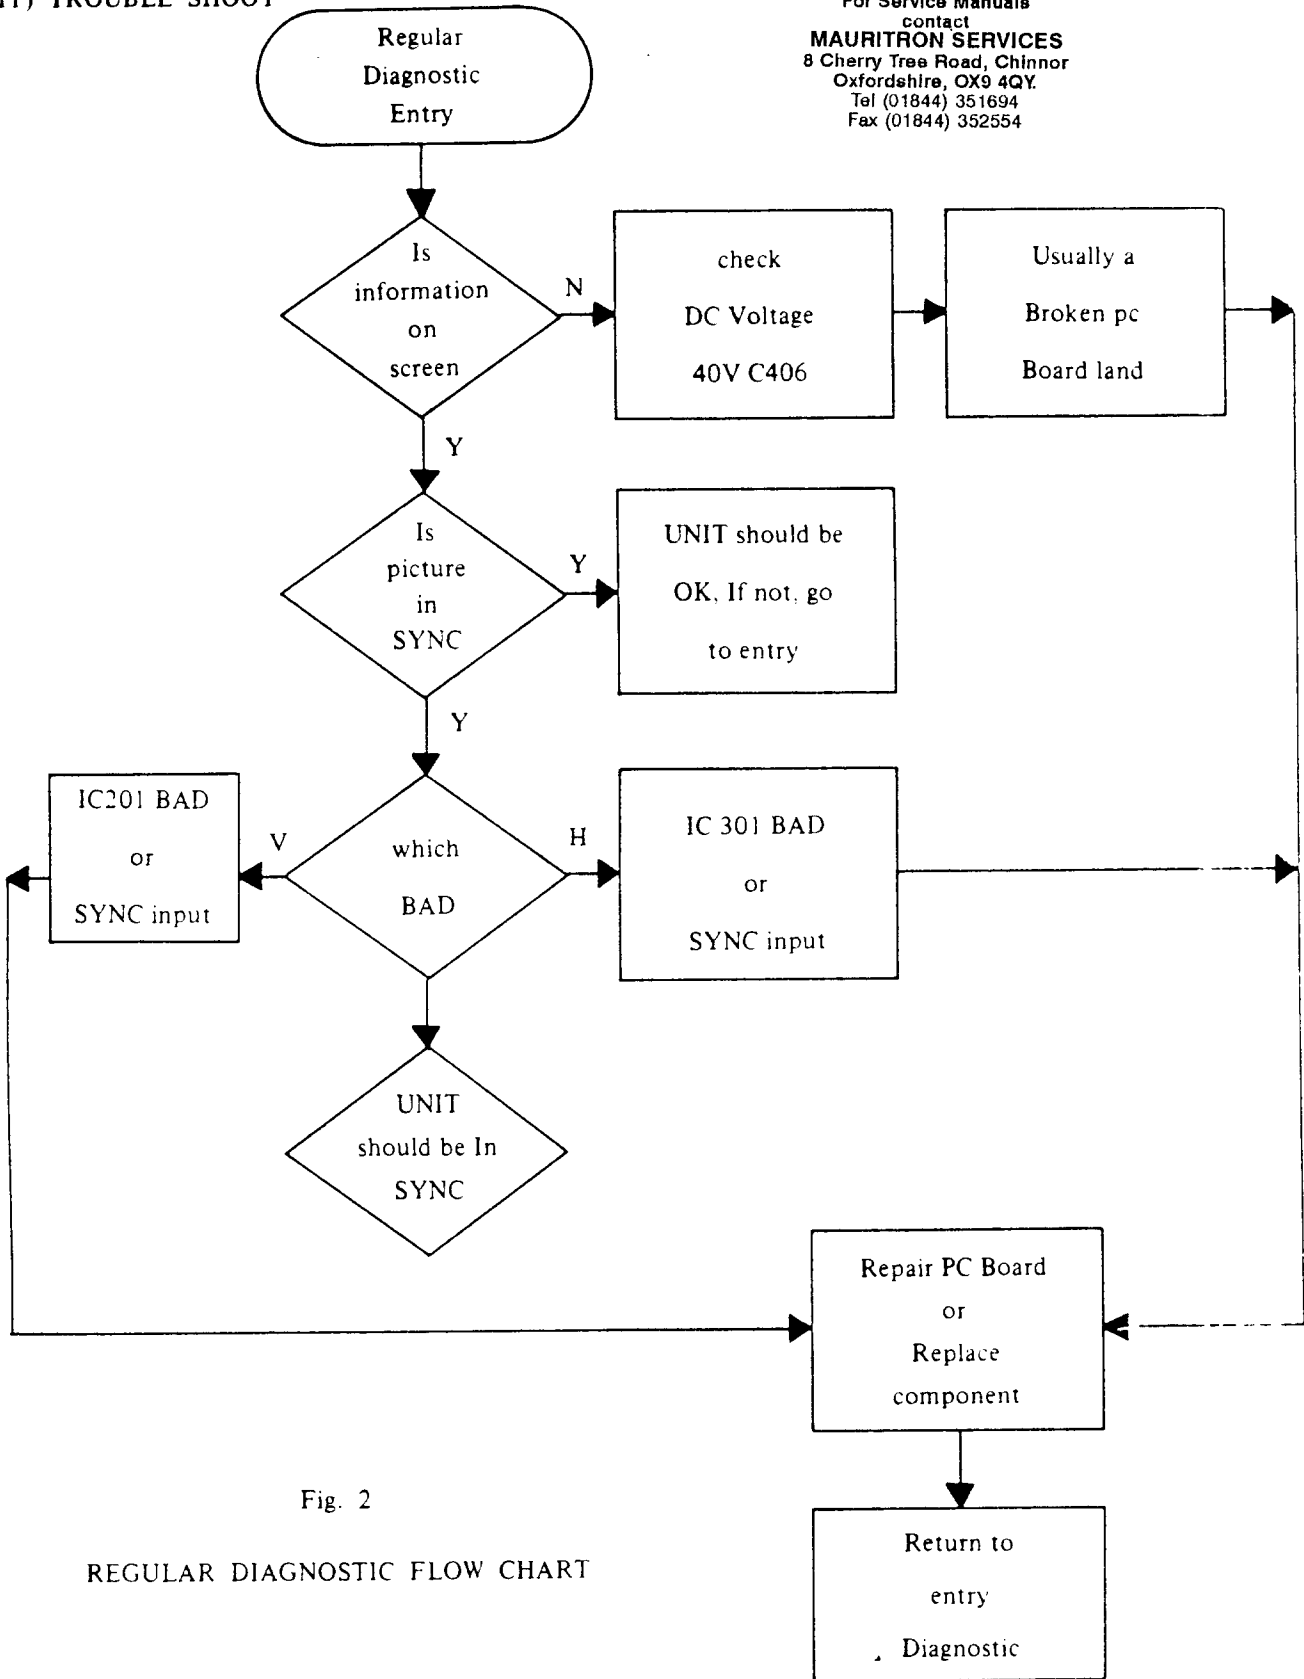 TROUBLE SHOOT
For Service Manuals
contact
MAURITRON SERVICES
8 Cherry Tree Road, Chinnor
Oxfordshire, OX9 4QY.
Tel (01844) 351694
Fax (01844) 352554
Regular
Diagnostic
Entry
Is
information
on
screen
N
check
DC Voltage
40V C406
Usually a
Broken pc
Board land
Y
Is
picture
in
SYNC
Y
UNIT should be
OK, If not, go
to entry
Y
IC201 BAD
or
SYNC input
V
which
BAD
H
IC 301 BAD
or
SYNC input
UNIT
should be In
SYNC
Repair PC Board
or
Replace
component
Return to
entry
Diagnostic
Fig. 2
REGULAR DIAGNOSTIC FLOW CHART